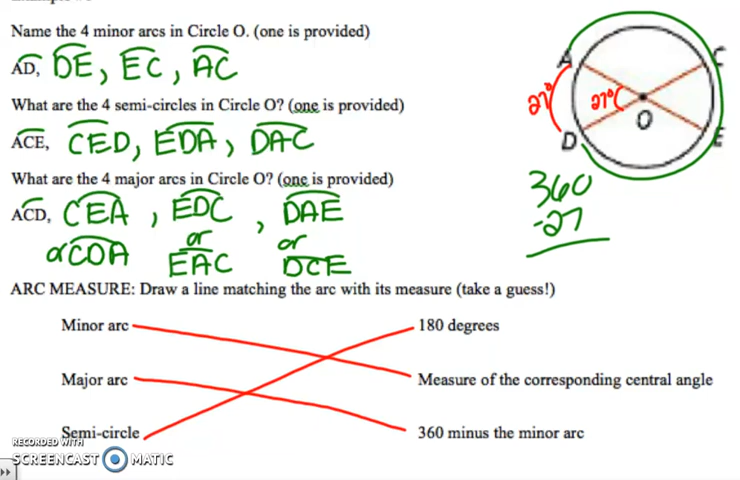 Name the 4 minor arcs in Circle O. (one is provided)
AD, DE, EC, AC
What are the 4 semi-circles in Circle O? (one is provided)
ACE, CED, EDA, DAC
What are the 4 major arcs in Circle O? (one is provided)
ACD, CEA, EDC, DAE
or CDA or EAC or DCE
A C
27° 27°
O
D E
360
-27
ARC MEASURE: Draw a line matching the arc with its measure (take a guess!)
Minor arc 180 degrees
Major arc Measure of the corresponding central angle
Semi-circle 360 minus the minor arc
RECORDED WITH
SCREENCAST MATIC